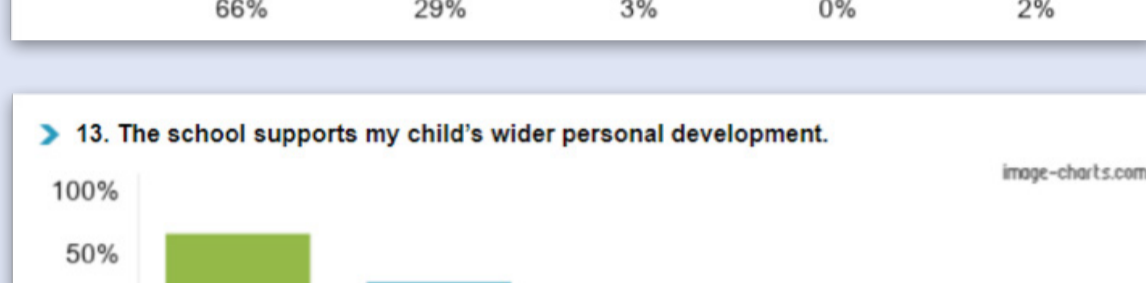 66% 29% 3% 0% 2%
13. The school supports my child's wider personal development.
image-charts.com
100%
50%